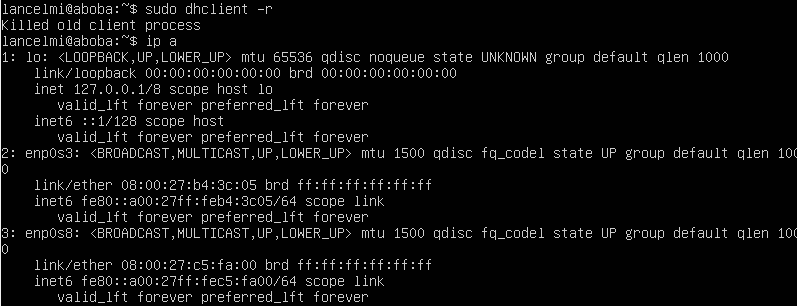 lancelmi@aboba:~$ sudo dhclient -r
Killed old client process
lancelmi@aboba:~$ ip a
1: lo: <LOOPBACK,UP,LOWER_UP> mtu 65536 qdisc noqueue state UNKNOWN group default qlen 1000
    link/loopback 00:00:00:00:00:00 brd 00:00:00:00:00:00
    inet 127.0.0.1/8 scope host lo
       valid_lft forever preferred_lft forever
    inet6 ::1/128 scope host
       valid_lft forever preferred_lft forever
2: enp0s3: <BROADCAST,MULTICAST,UP,LOWER_UP> mtu 1500 qdisc fq_codel state UP group default qlen 100
0
    link/ether 08:00:27:b4:3c:05 brd ff:ff:ff:ff:ff:ff
    inet6 fe80::a00:27ff:feb4:3c05/64 scope link
       valid_lft forever preferred_lft forever
3: enp0s8: <BROADCAST,MULTICAST,UP,LOWER_UP> mtu 1500 qdisc fq_codel state UP group default qlen 100
0
    link/ether 08:00:27:c5:fa:00 brd ff:ff:ff:ff:ff:ff
    inet6 fe80::a00:27ff:fec5:fa00/64 scope link
       valid_lft forever preferred_lft forever